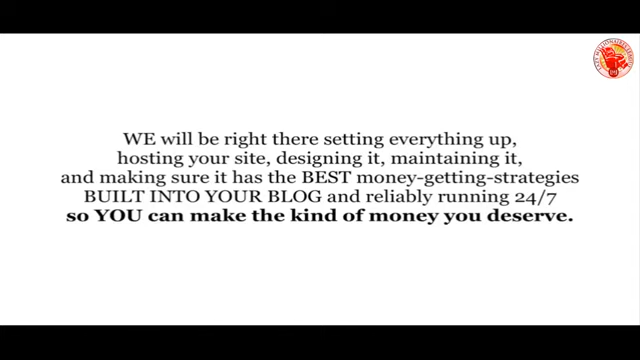 WE will be right there setting everything up,
hosting your site, designing it, maintaining it,
and making sure it has the BEST money-getting-strategies
BUILT INTO YOUR BLOG and reliably running 24/7
so YOU can make the kind of money you deserve.